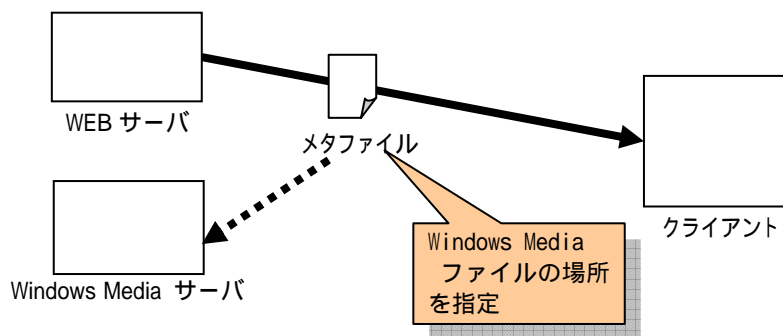 WEB サーバ
メタファイル
Windows Media サーバ
Windows Media
ファイルの場所
を指定
クライアント